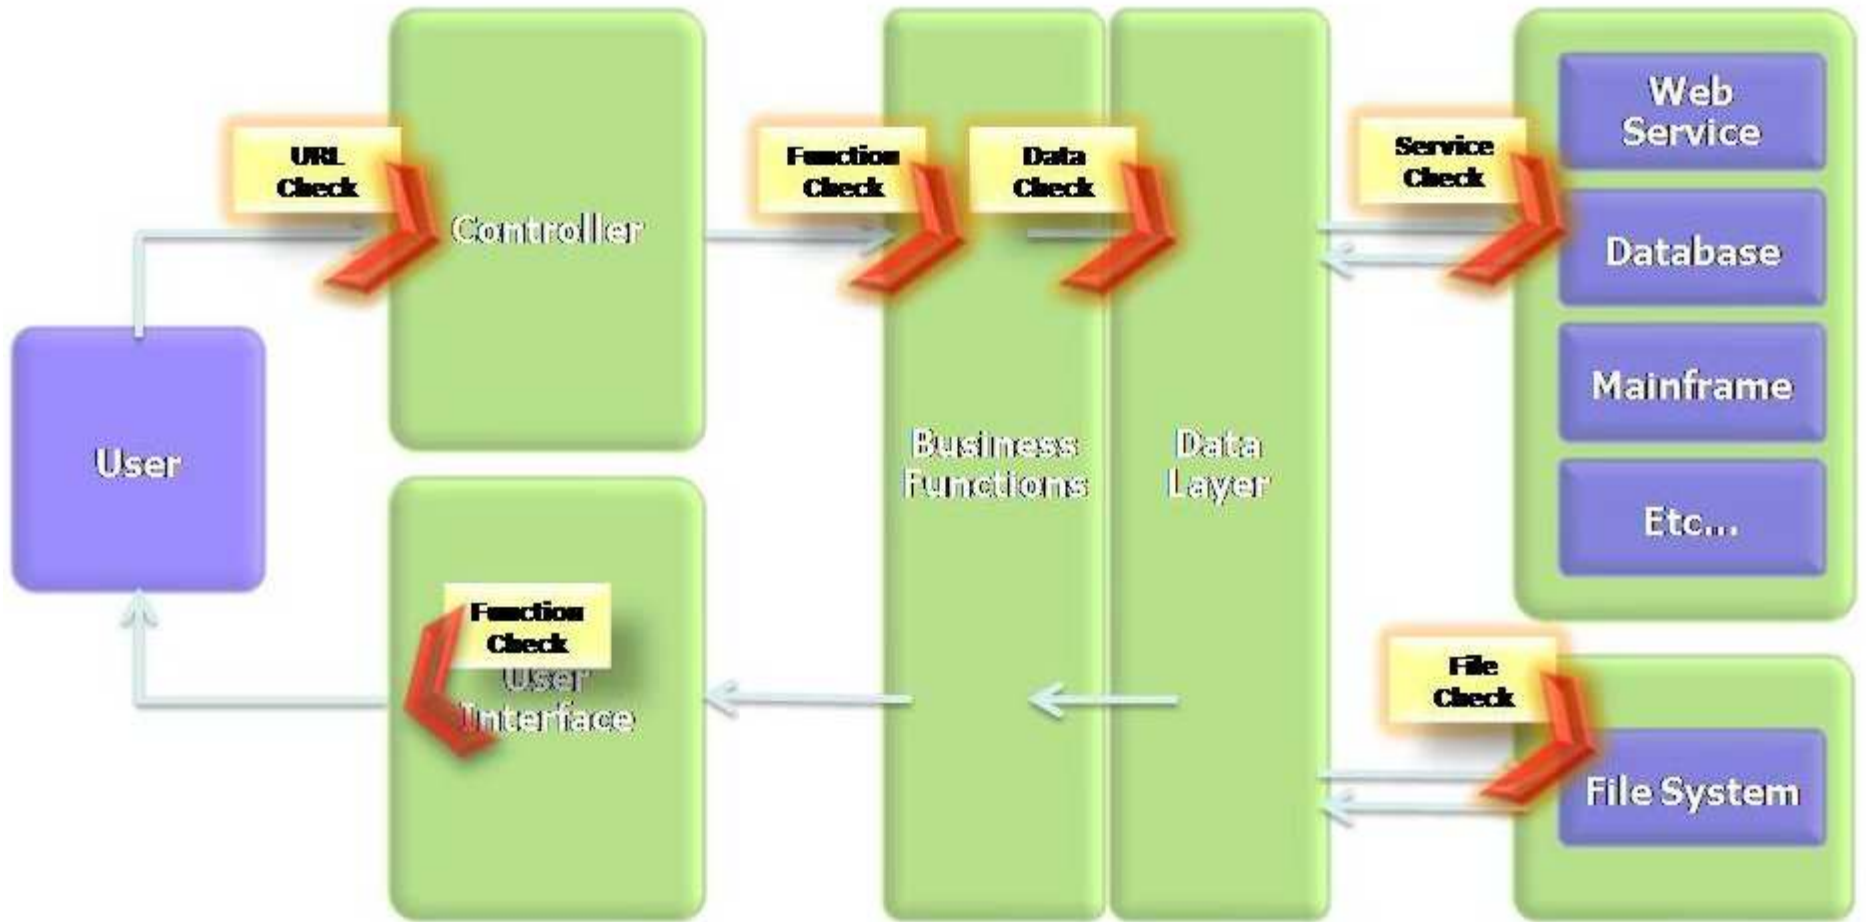 URL
Check
Controller
Function
Check
Data
Check
Service
Check
Web
Service
Database
Mainframe
Etc...
User
Business
Functions
Data
Layer
Function
Check
User
Interface
File
Check
File System